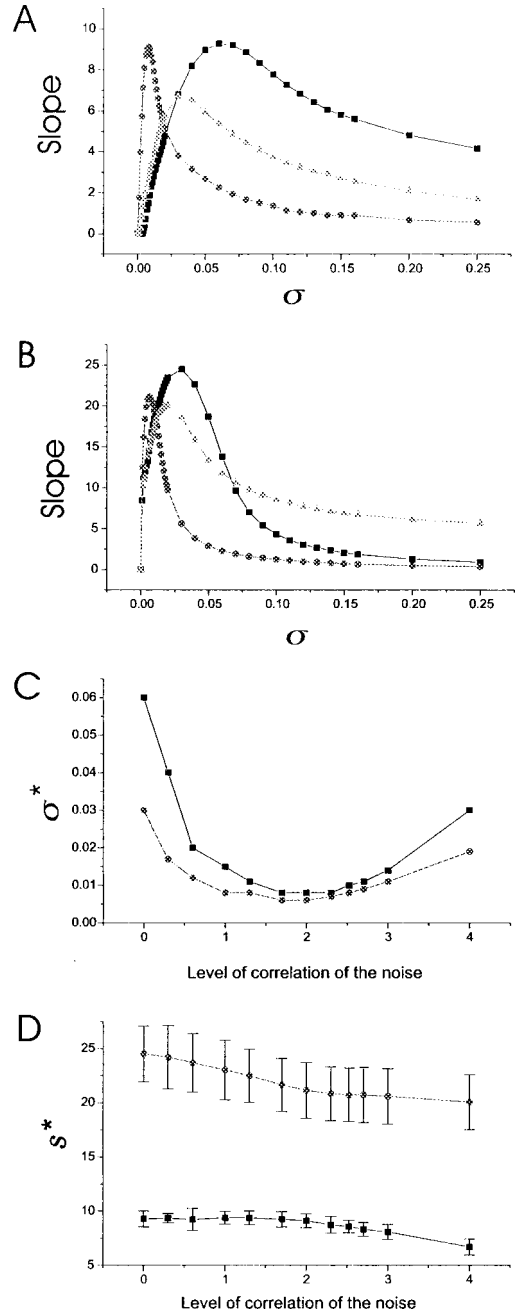 A
10
8
6
4
2
0
Slope
0.00 0.05 0.10 0.15 0.20 0.25
σ
B
25
20
15
10
5
0
Slope
0.00 0.05 0.10 0.15 0.20 0.25
σ
C
0.06
0.05
0.04
0.03
0.02
0.01
0.00
σ*
0 1 2 3 4
Level of correlation of the noise
D
25
20
15
10
5
s*
0 1 2 3 4
Level of correlation of the noise